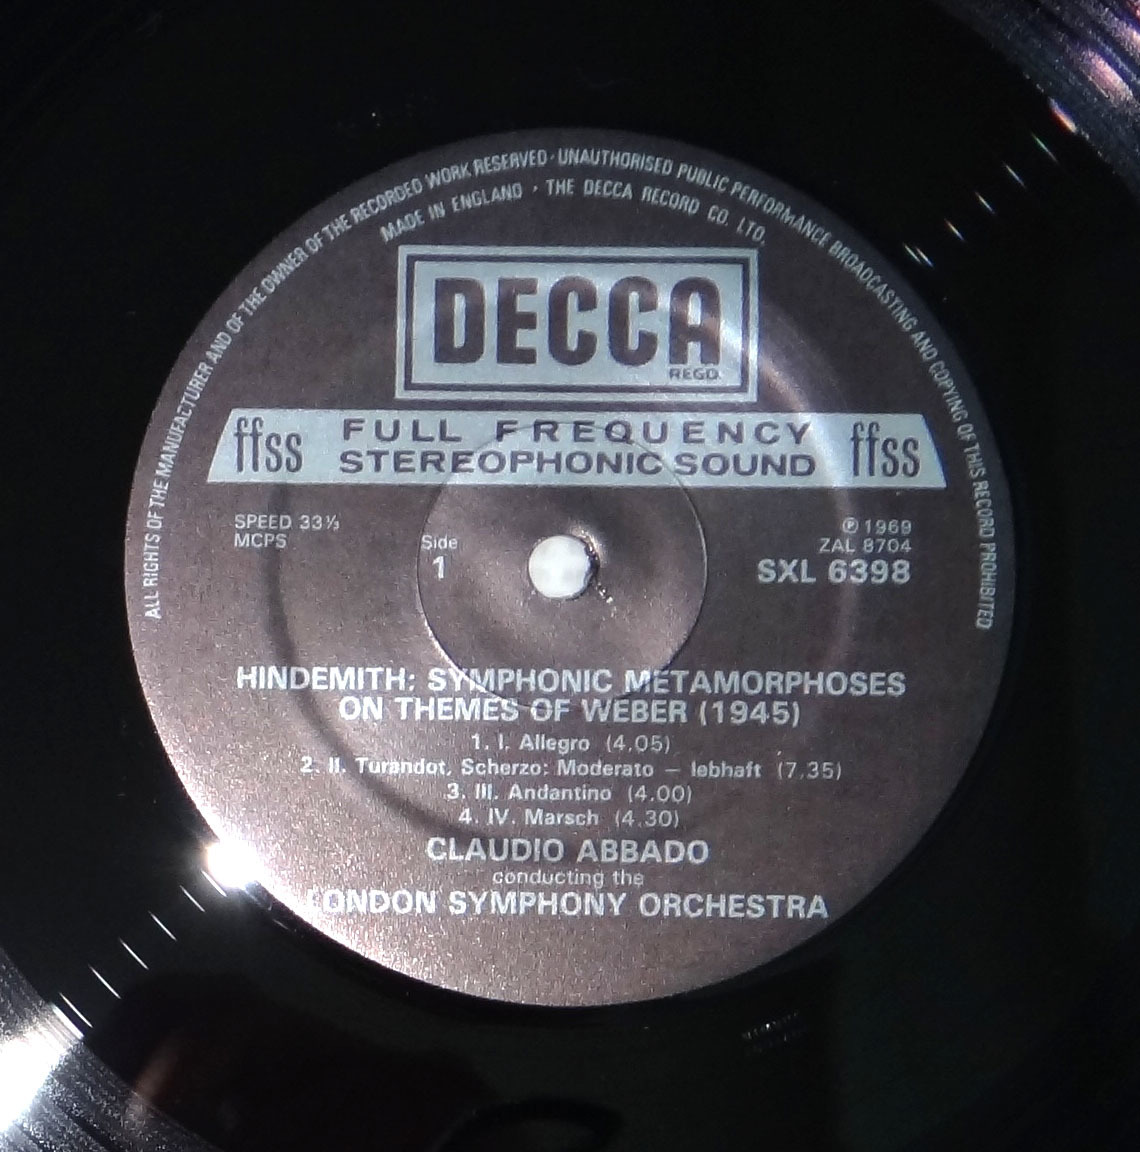 ALL RIGHTS OF THE MANUFACTURER AND OF THE OWNER OF THE RECORDED WORK RESERVED · UNAUTHORISED PUBLIC PERFORMANCE BROADCASTING AND COPYING OF THIS RECORD PROHIBITED
MADE IN ENGLAND · THE DECCA RECORD CO. LTD.
DECCA
REGD.
ffss FULL FREQUENCY ffss
STEREOPHONIC SOUND
SPEED 33⅓
MCPS
Side
1
℗ 1969
ZAL 8704
SXL 6398
HINDEMITH: SYMPHONIC METAMORPHOSES
ON THEMES OF WEBER (1945)
1. I. Allegro (4.05)
2. II. Turandot, Scherzo: Moderato — lebhaft (7.35)
3. III. Andantino (4.00)
4. IV. Marsch (4.30)
CLAUDIO ABBADO
conducting the
LONDON SYMPHONY ORCHESTRA